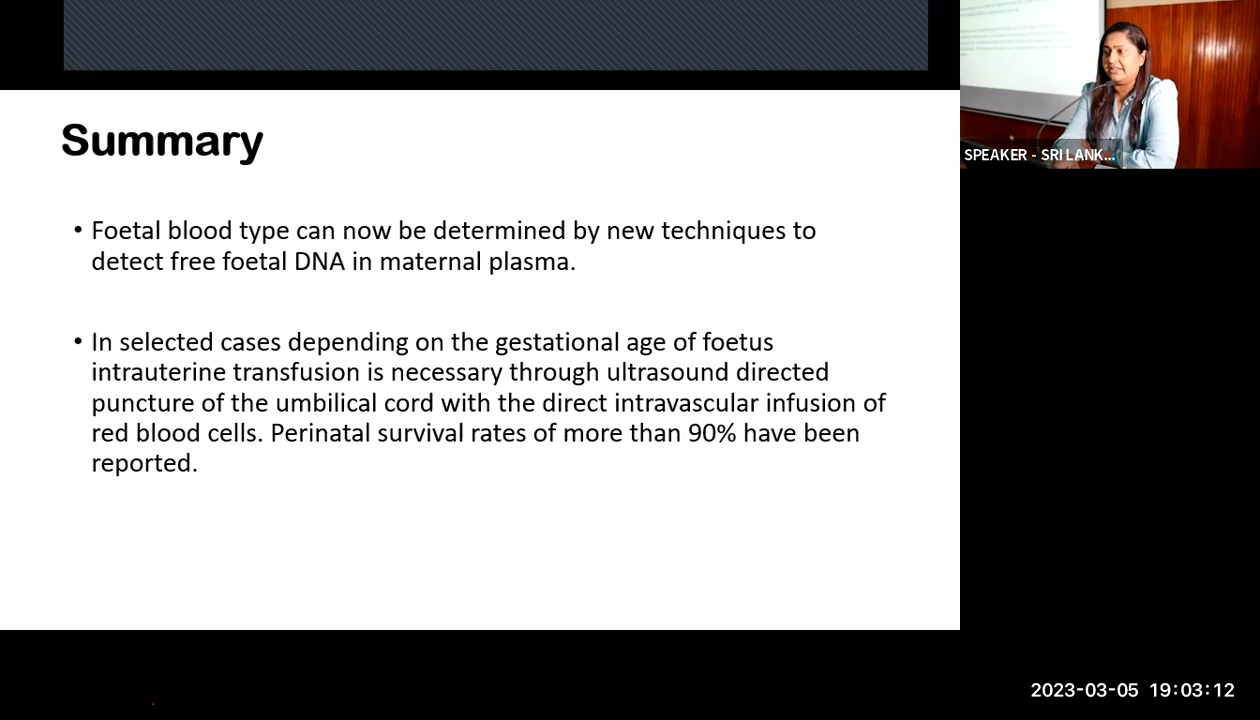 Summary
• Foetal blood type can now be determined by new techniques to
detect free foetal DNA in maternal plasma.
• In selected cases depending on the gestational age of foetus
intrauterine transfusion is necessary through ultrasound directed
puncture of the umbilical cord with the direct intravascular infusion of
red blood cells. Perinatal survival rates of more than 90% have been
reported.
SPEAKER - SRI LANK...
2023-03-05 19:03:12